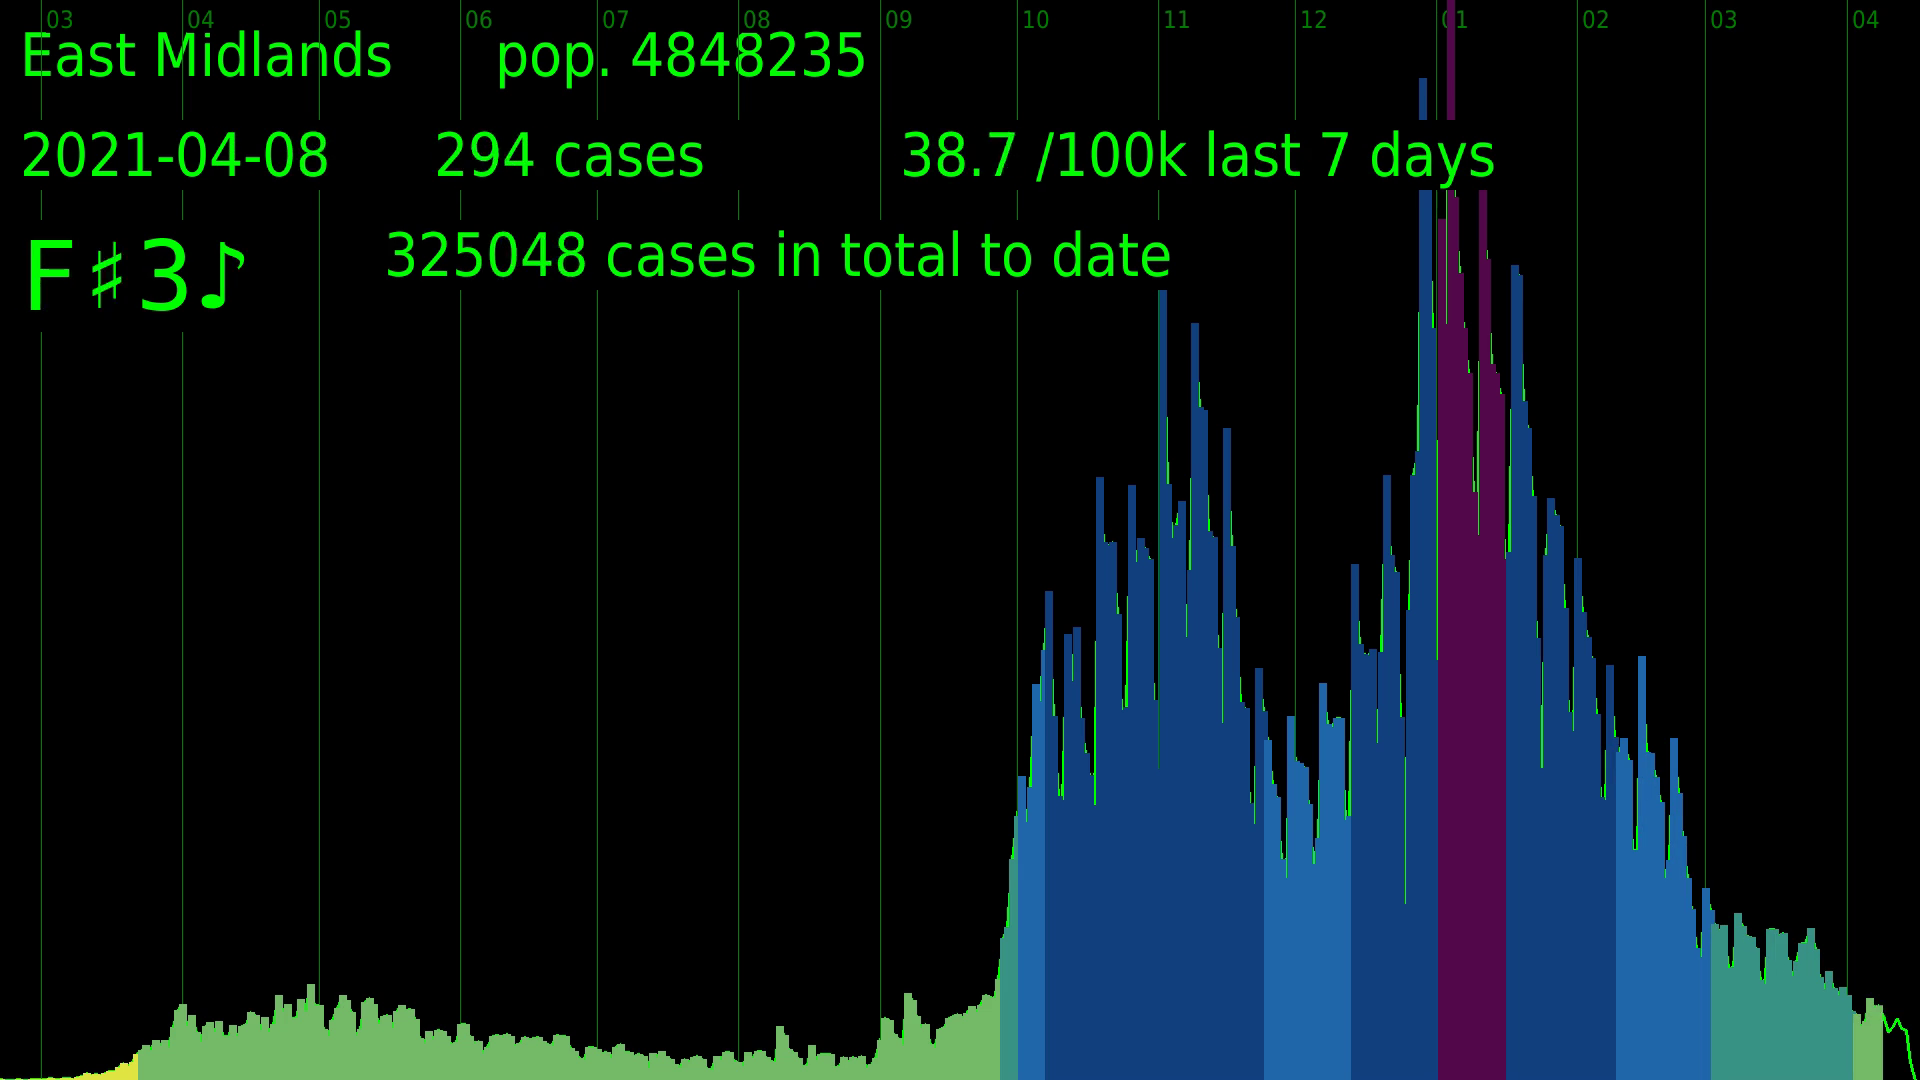 03 04 05 06 07 08 09 10 11 12 01 02 03 04
East Midlands pop. 4848235
2021-04-08 294 cases 38.7 /100k last 7 days
F♯3♪ 325048 cases in total to date